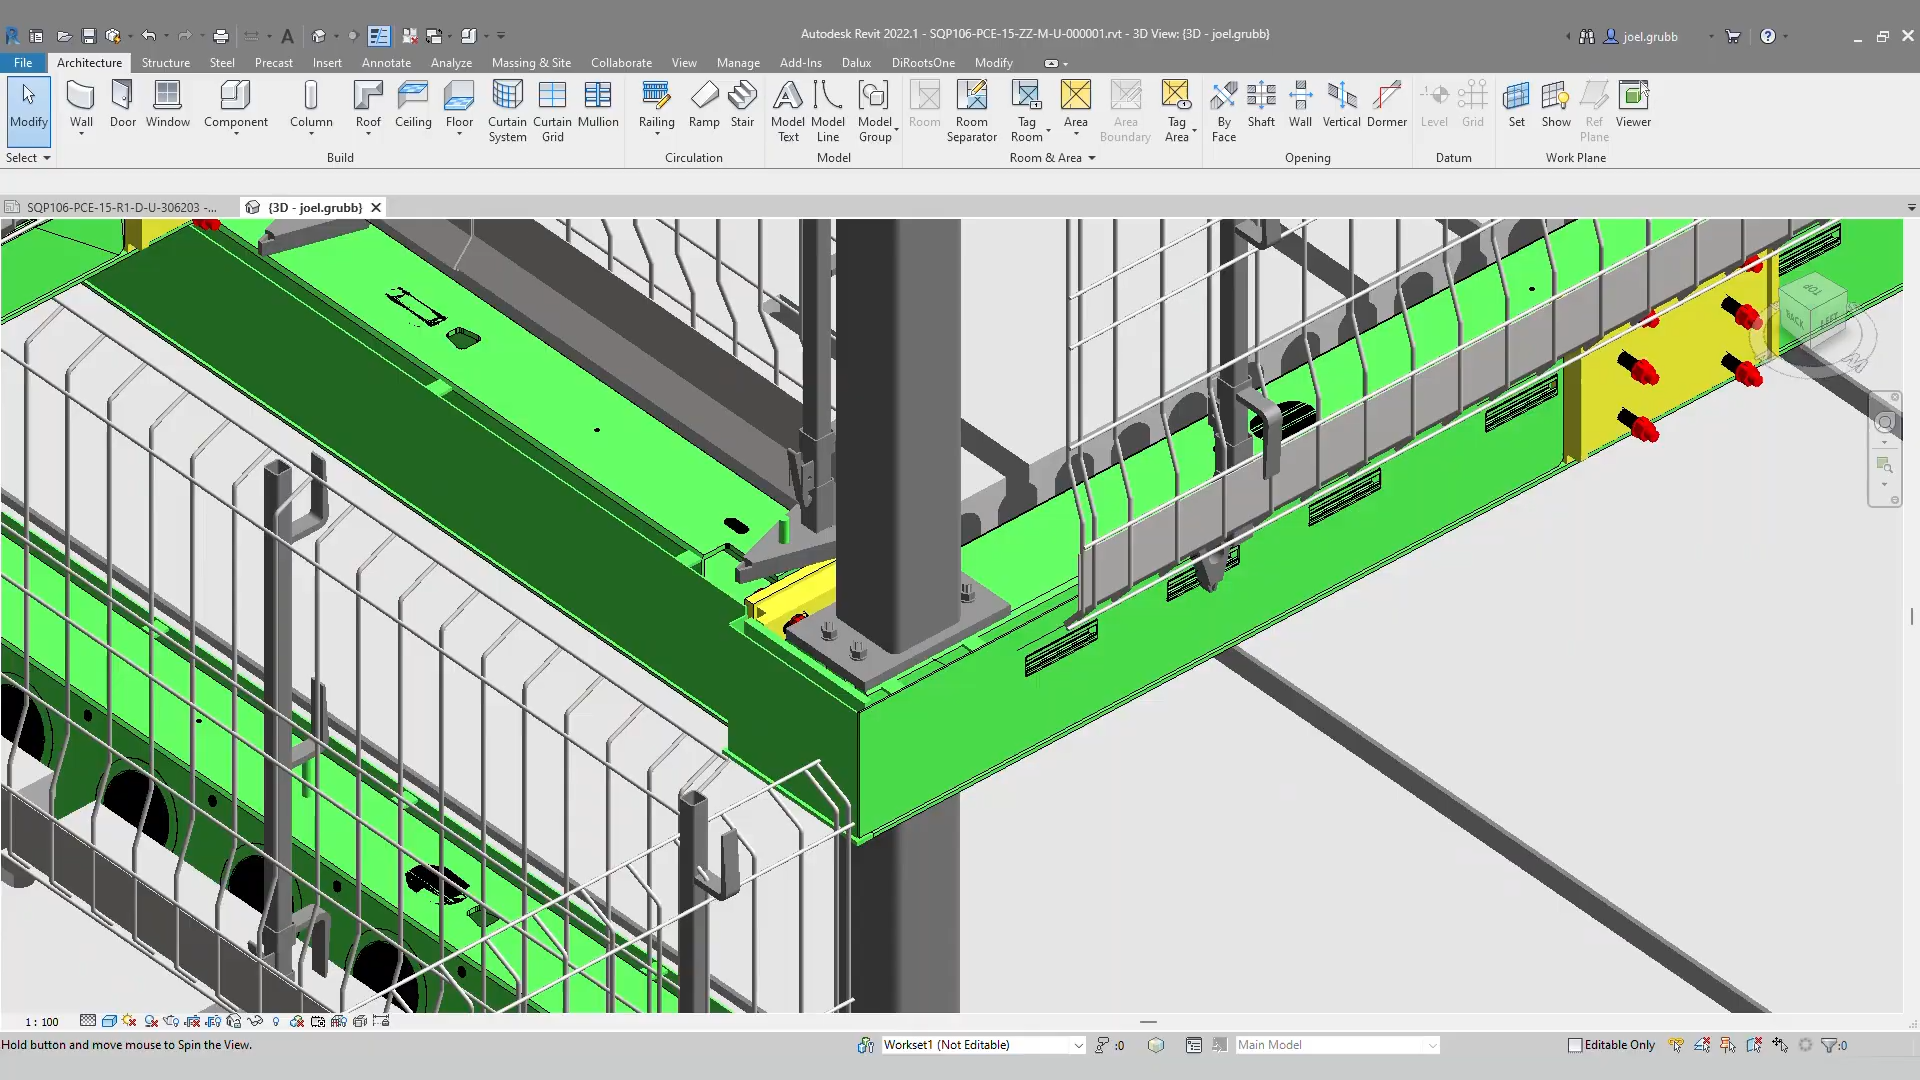 Autodesk Revit 2022.1 - SQP106-PCE-15-ZZ-M-U-000001.rvt - 3D View: {3D - joel.grubb}
joel.grubb
File Architecture Structure Steel Precast Insert Annotate Analyze Massing & Site Collaborate View Manage Add-Ins Dalux DiRootsOne Modify
Modify Wall Door Window Component Column Roof Ceiling Floor Curtain System Curtain Grid Mullion Railing Ramp Stair Model Text Model Line Model Group Room Room Separator Tag Room Area Area Boundary Tag Area By Face Shaft Wall Vertical Dormer Level Grid Set Show Ref Plane Viewer
Select Build Circulation Model Room & Area Opening Datum Work Plane
SQP106-PCE-15-R1-D-U-306203 -... {3D - joel.grubb}
TOP
BACK LEFT
1 : 100
Hold button and move mouse to Spin the View. Workset1 (Not Editable) :0 Main Model Editable Only :0